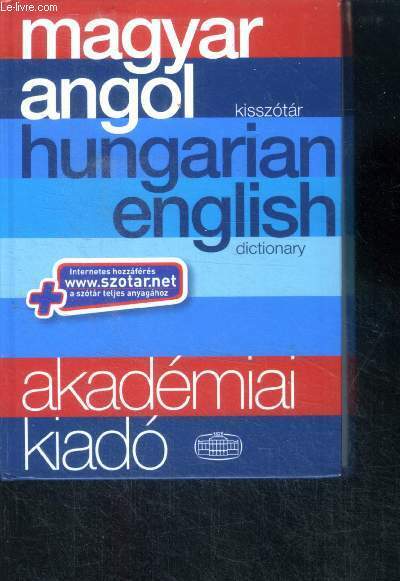 Le-livre.com
magyar
angol
kisszótár
hungarian
english
dictionary
Internetes hozzáférés
www.szotar.net
a szótár teljes anyagához
akadémiai
kiadó
1828